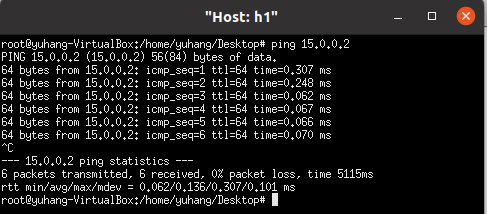 "Host: h1"
root@yuhang-VirtualBox:/home/yuhang/Desktop# ping 15.0.0.2
PING 15.0.0.2 (15.0.0.2) 56(84) bytes of data.
64 bytes from 15.0.0.2: icmp_seq=1 ttl=64 time=0.307 ms
64 bytes from 15.0.0.2: icmp_seq=2 ttl=64 time=0.248 ms
64 bytes from 15.0.0.2: icmp_seq=3 ttl=64 time=0.062 ms
64 bytes from 15.0.0.2: icmp_seq=4 ttl=64 time=0.067 ms
64 bytes from 15.0.0.2: icmp_seq=5 ttl=64 time=0.066 ms
64 bytes from 15.0.0.2: icmp_seq=6 ttl=64 time=0.070 ms
^C
--- 15.0.0.2 ping statistics ---
6 packets transmitted, 6 received, 0% packet loss, time 5115ms
rtt min/avg/max/mdev = 0.062/0.136/0.307/0.101 ms
root@yuhang-VirtualBox:/home/yuhang/Desktop#